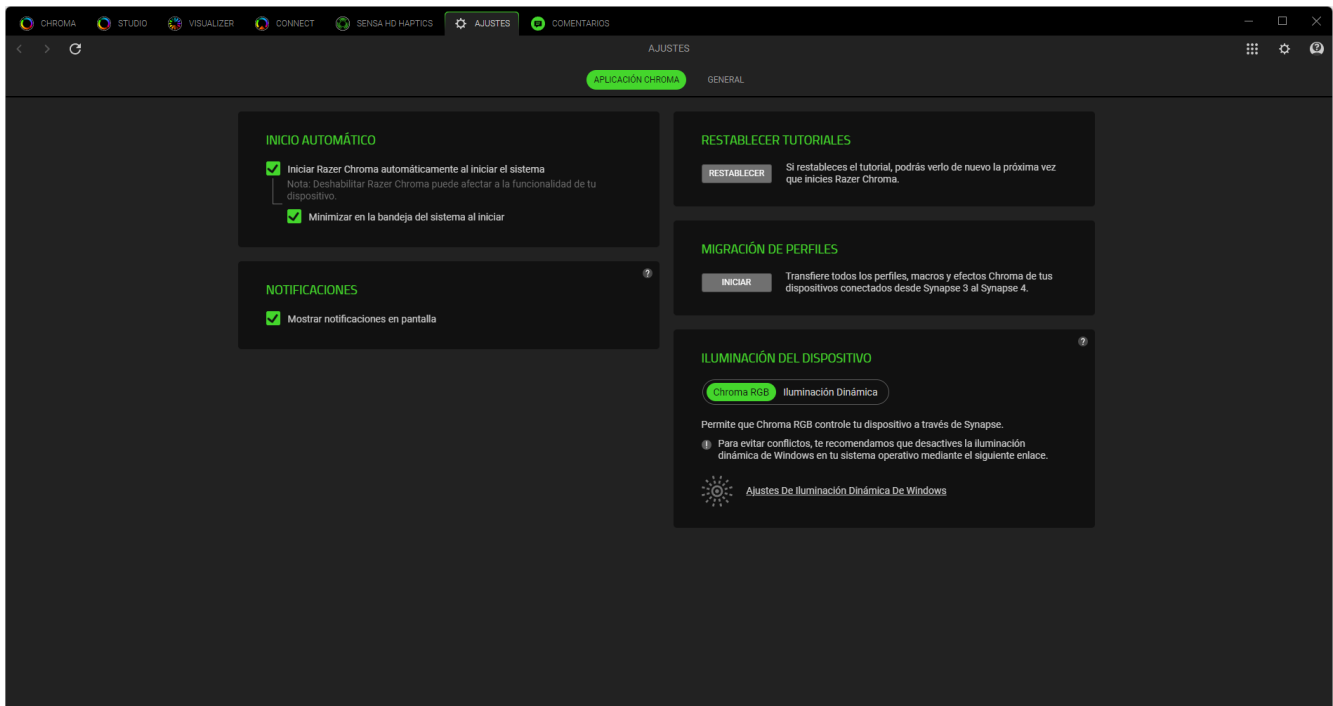 CHROMA
STUDIO
VISUALIZER
CONNECT
SENSA HD HAPTICS
AJUSTES
COMENTARIOS
AJUSTES
APLICACIÓN CHROMA
GENERAL
INICIO AUTOMÁTICO
Iniciar Razer Chroma automáticamente al iniciar el sistema
Nota: Deshabilitar Razer Chroma puede afectar a la funcionalidad de tu
dispositivo.
Minimizar en la bandeja del sistema al iniciar
NOTIFICACIONES
Mostrar notificaciones en pantalla
RESTABLECER TUTORIALES
RESTABLECER
Si restableces el tutorial, podrás verlo de nuevo la próxima vez
que inicies Razer Chroma.
MIGRACIÓN DE PERFILES
INICIAR
Transfiere todos los perfiles, macros y efectos Chroma de tus
dispositivos conectados desde Synapse 3 al Synapse 4.
ILUMINACIÓN DEL DISPOSITIVO
Chroma RGB
Iluminación Dinámica
Permite que Chroma RGB controle tu dispositivo a través de Synapse.
Para evitar conflictos, te recomendamos que desactives la iluminación
dinámica de Windows en tu sistema operativo mediante el siguiente enlace.
Ajustes De Iluminación Dinámica De Windows